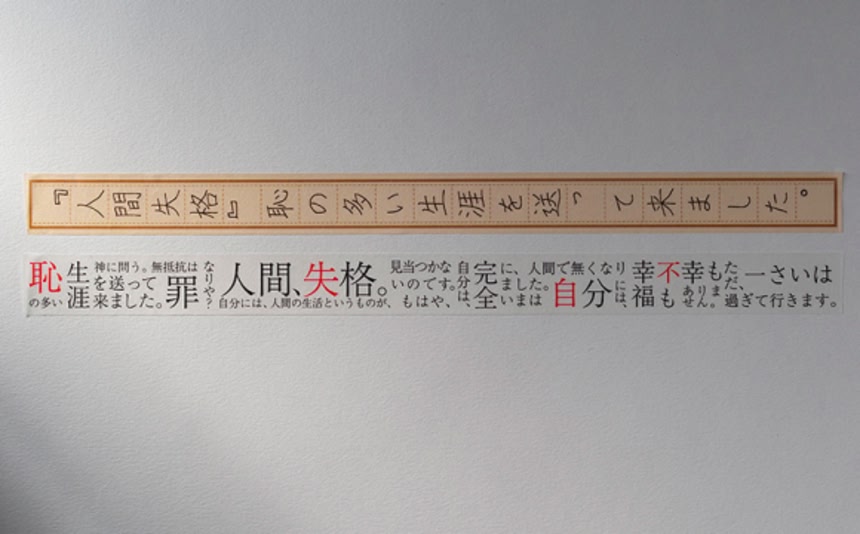 『人間失格』 恥の多い生涯を送って来ました。
恥の多い生涯を送って来ました。
神に問う。無抵抗は罪なりや?
人間、失格。
自分には、人間の生活というものが、見当つかないのです。
もはや、自分は、完全に、人間で無くなりました。
いまは自分には、幸福も不幸もありません。
ただ、一さいは過ぎて行きます。